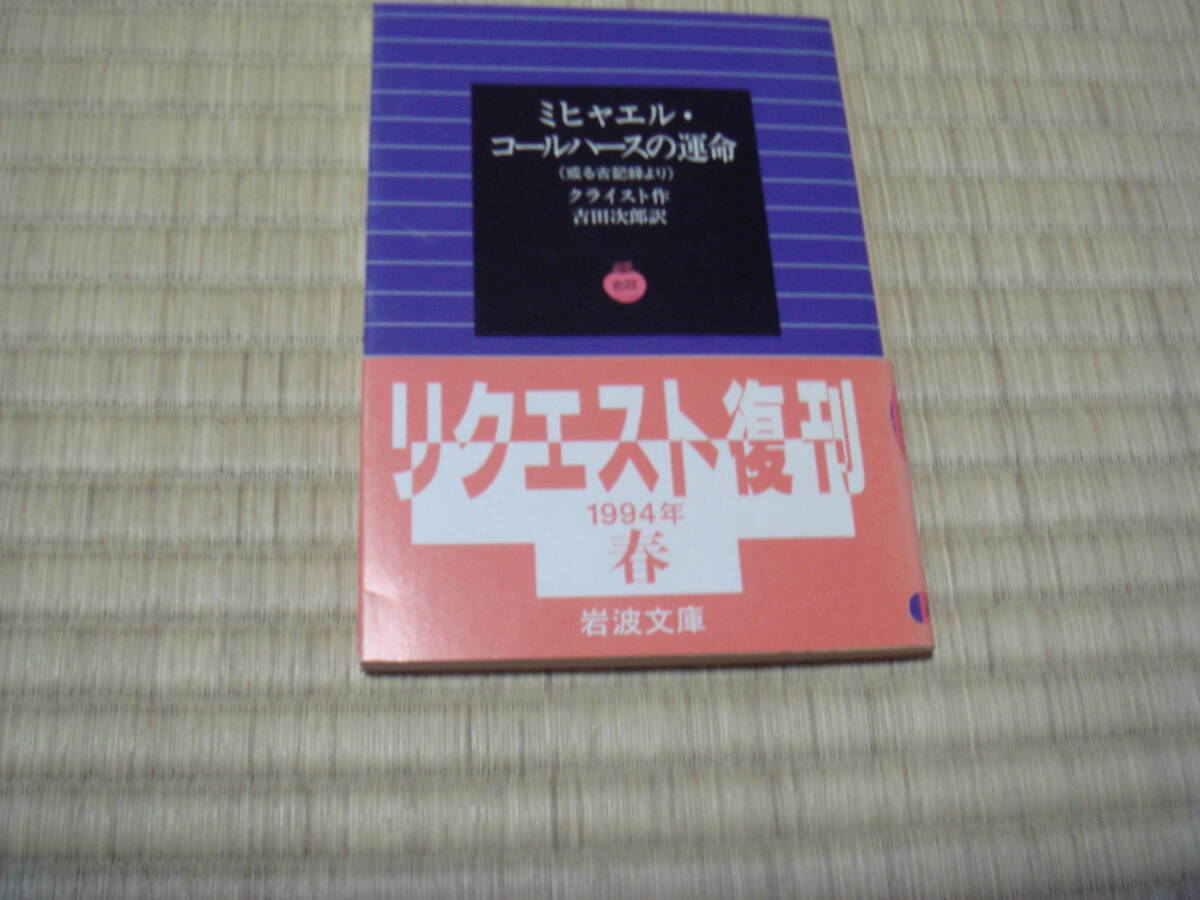 ミヒャエル・
コールハースの運命
(或る古記録より)
クライスト作
吉田次郎訳
リクエスト復刊
1994年
春
岩波文庫